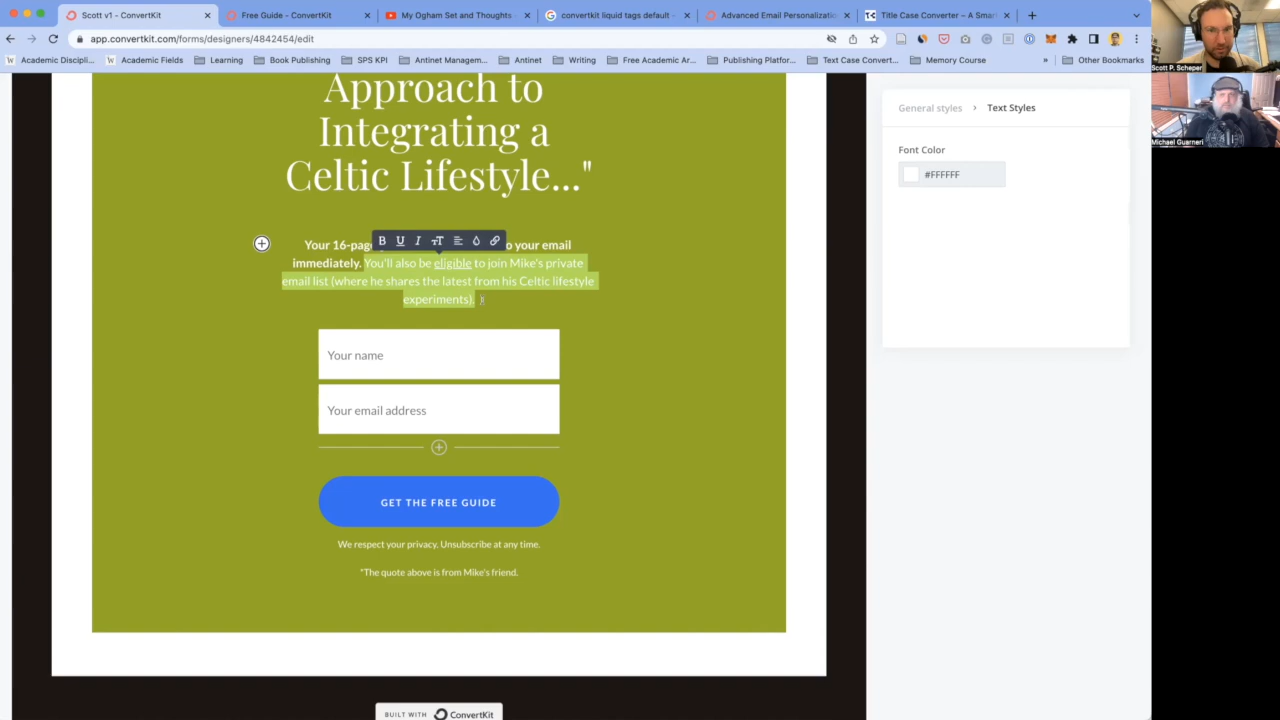 Scott v1 - ConvertKit
Free Guide - ConvertKit
My Ogham Set and Thoughts
convertkit liquid tags default -
Advanced Email Personalizatio
Title Case Converter – A Smar
app.convertkit.com/forms/designers/4842454/edit
Academic Discipli...
Academic Fields
Learning
Book Publishing
SPS KPI
Antinet Managem...
Antinet
Writing
Free Academic Ar...
Publishing Platfor...
Text Case Convert...
Memory Course
»
Other Bookmarks
Scott P. Scheper
Michael Guarneri
Approach to
Integrating a
Celtic Lifestyle..."
B U I TT
Your 16-pag o your email
immediately. You'll also be eligible to join Mike's private
email list (where he shares the latest from his Celtic lifestyle
experiments).
Your name
Your email address
GET THE FREE GUIDE
We respect your privacy. Unsubscribe at any time.
*The quote above is from Mike's friend.
BUILT WITH ConvertKit
General styles > Text Styles
Font Color
#FFFFFF